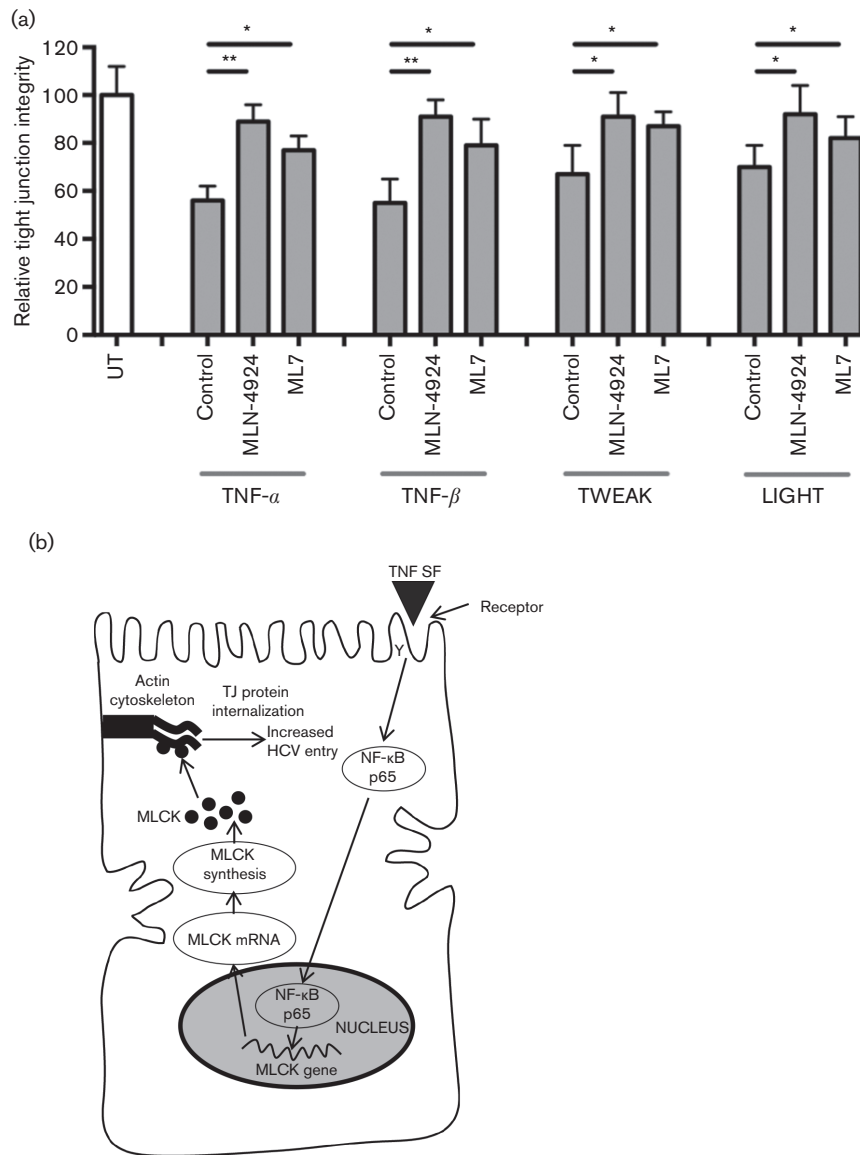 (a)
Relative tight junction integrity
120
100
80
60
40
20
0
* * * *
** ** * *
UT
Control
MLN-4924
ML7
Control
MLN-4924
ML7
Control
MLN-4924
ML7
Control
MLN-4924
ML7
TNF-α
TNF-β
TWEAK
LIGHT
(b)
TNF SF
Receptor
Y
Actin
cytoskeleton
TJ protein
internalization
Increased
HCV entry
NF-κB
p65
MLCK
MLCK
synthesis
MLCK mRNA
NF-κB
p65
NUCLEUS
MLCK gene